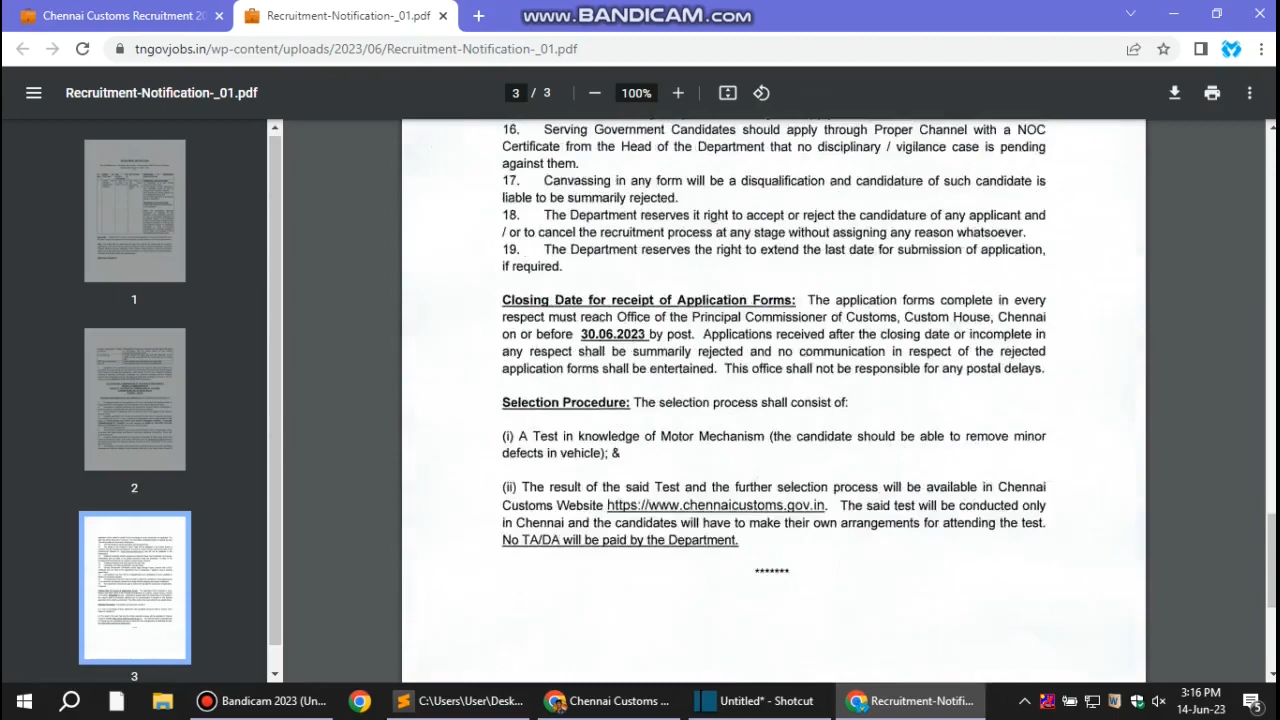 Chennai Customs Recruitment 20
Recruitment-Notification-_01.pdf
www.BANDICAM.com
tngovjobs.in/wp-content/uploads/2023/06/Recruitment-Notification-_01.pdf
Recruitment-Notification-_01.pdf
3 / 3
100%
16. Serving Government Candidates should apply through Proper Channel with a NOC
Certificate from the Head of the Department that no disciplinary / vigilance case is pending
against them.
17. Canvassing in any form will be a disqualification and candidature of such candidate is
liable to be summarily rejected.
18. The Department reserves it right to accept or reject the candidature of any applicant and
/ or to cancel the recruitment process at any stage without assigning any reason whatsoever.
19. The Department reserves the right to extend the last date for submission of application,
if required.
Closing Date for receipt of Application Forms: The application forms complete in every
respect must reach Office of the Principal Commissioner of Customs, Custom House, Chennai
on or before 30.06.2023 by post. Applications received after the closing date or incomplete in
any respect shall be summarily rejected and no communication in respect of the rejected
application forms shall be entertained. This office shall not be responsible for any postal delays.
Selection Procedure: The selection process shall consist of:
(i) A Test in knowledge of Motor Mechanism (the candidate should be able to remove minor
defects in vehicle); &
(ii) The result of the said Test and the further selection process will be available in Chennai
Customs Website https://www.chennaicustoms.gov.in. The said test will be conducted only
in Chennai and the candidates will have to make their own arrangements for attending the test.
No TA/DA will be paid by the Department.
*******
1
2
3
Bandicam 2023 (Un...
C:\Users\User\Desk...
Chennai Customs ...
Untitled* - Shotcut
Recruitment-Notifi...
3:16 PM
14-Jun-23
5